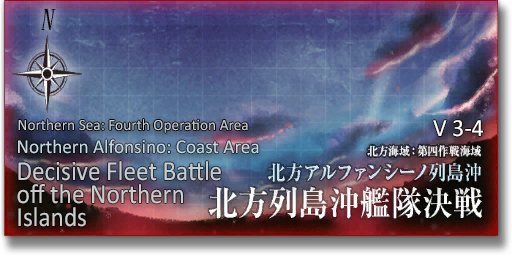 N
Northern Sea: Fourth Operation Area
V 3-4
Northern Alfonsino: Coast Area
北方海域：第四作戦海域
Decisive Fleet Battle
off the Northern
Islands
北方アルファンシーノ列島沖
北方列島沖艦隊決戦